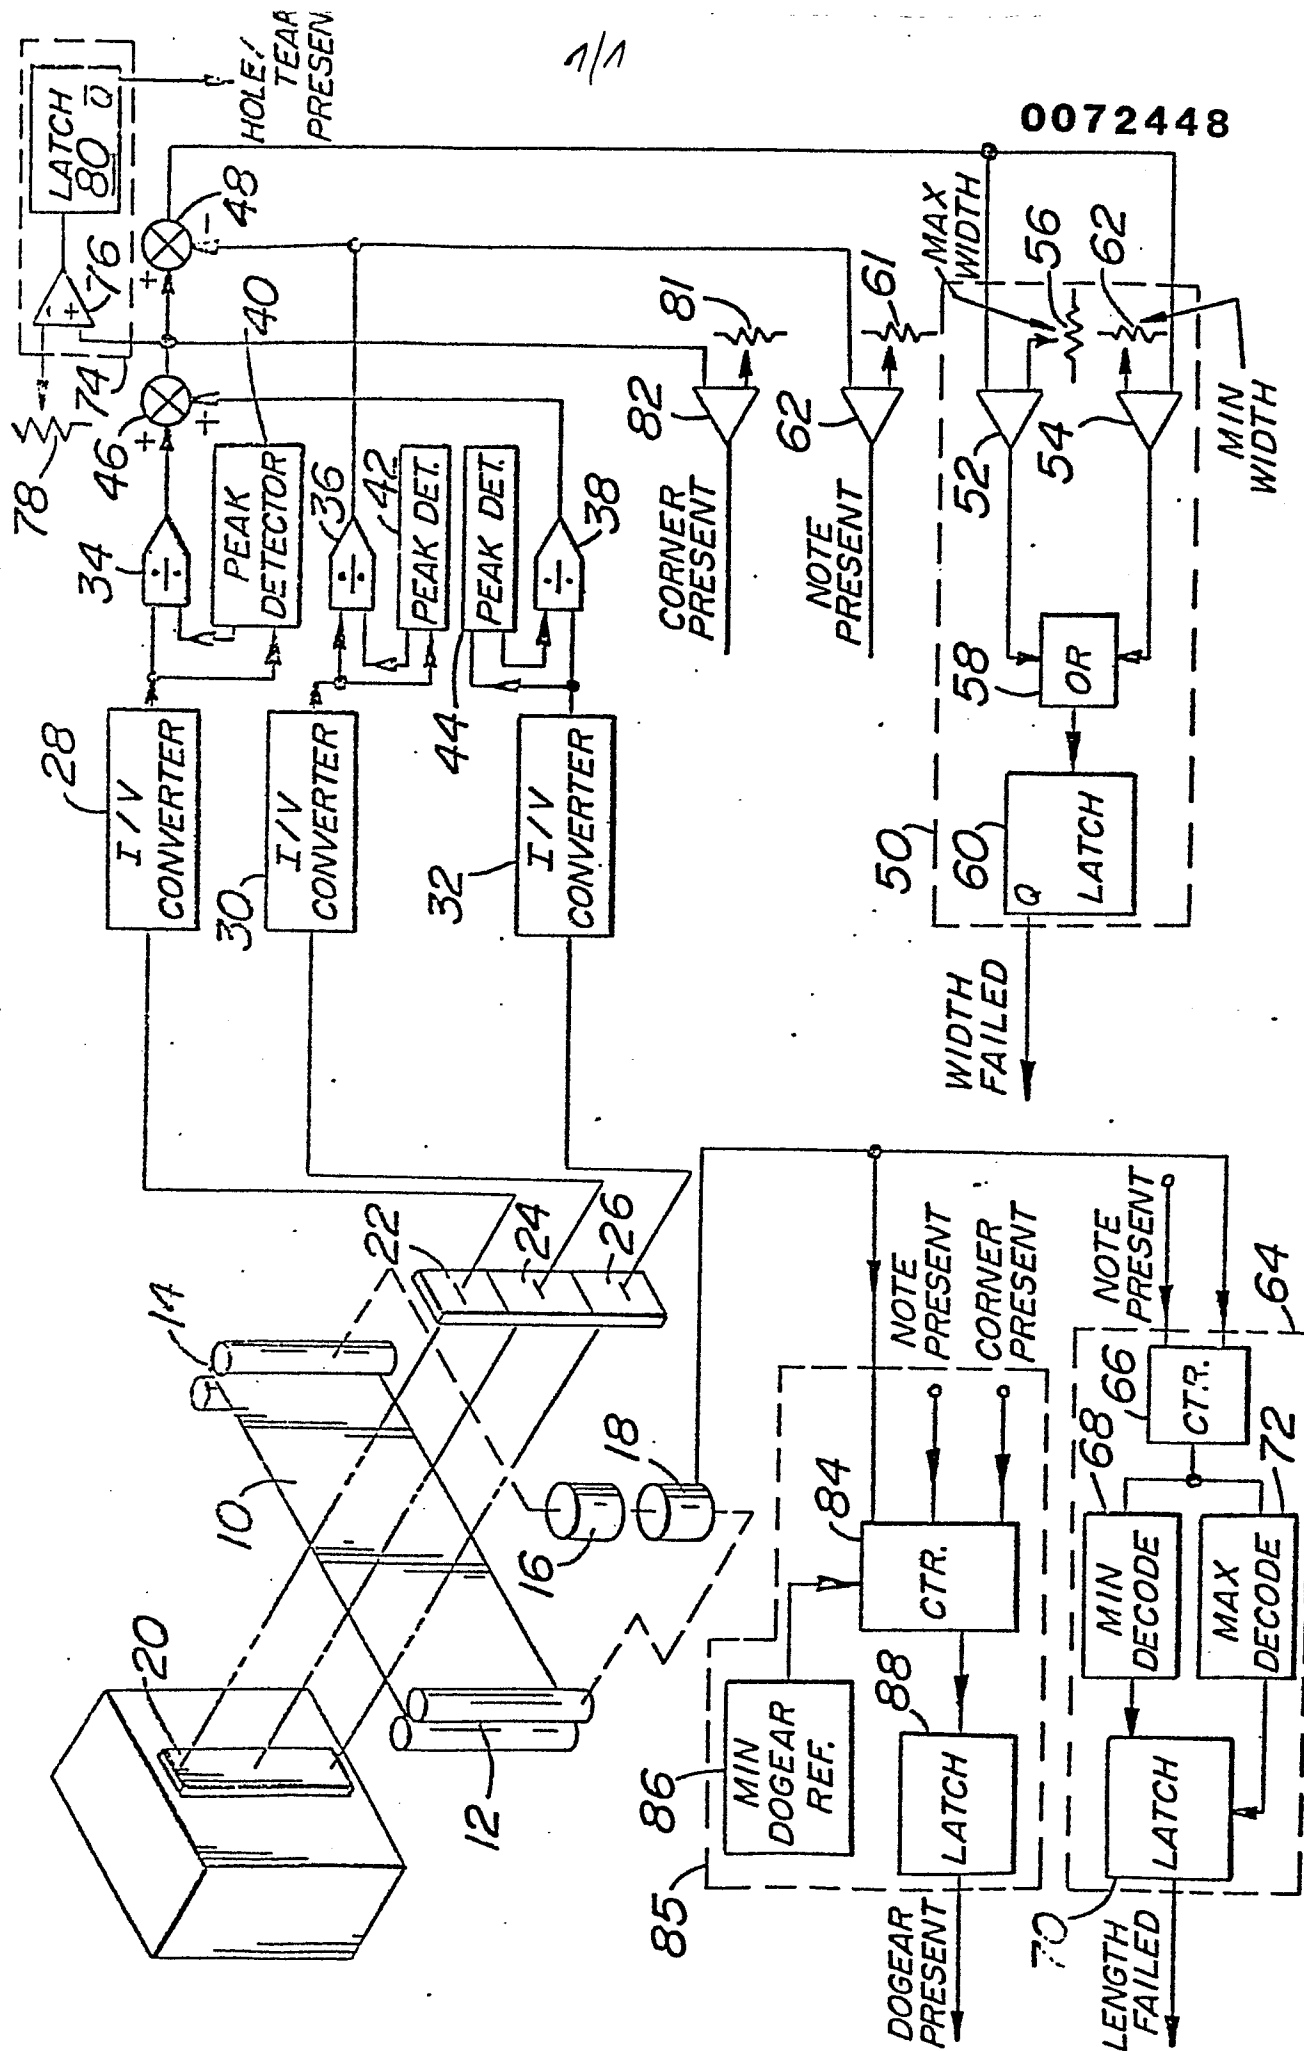 1/1
0072448
LATCH
80 Q
HOLE/
TEAR
PRESEN
76
74
78
48
46
34
PEAK
DETECTOR
40
36
42
PEAK DET.
PEAK DET.
44
38
28
I/V
CONVERTER
30
I/V
CONVERTER
32
I/V
CONVERTER
81
82
CORNER
PRESENT
61
62
NOTE
PRESENT
MAX
WIDTH
56
62
MIN
WIDTH
52
54
58
OR
50
60
Q
LATCH
WIDTH
FAILED
14
22
24
26
10
20
12
16
18
NOTE
PRESENT
CORNER
PRESENT
84
CTR.
86
MIN
DOGEAR
REF.
88
LATCH
85
DOGEAR
PRESENT
NOTE
PRESENT
64
66
CTR.
68
MIN
DECODE
72
MAX
DECODE
70
LATCH
LENGTH
FAILED